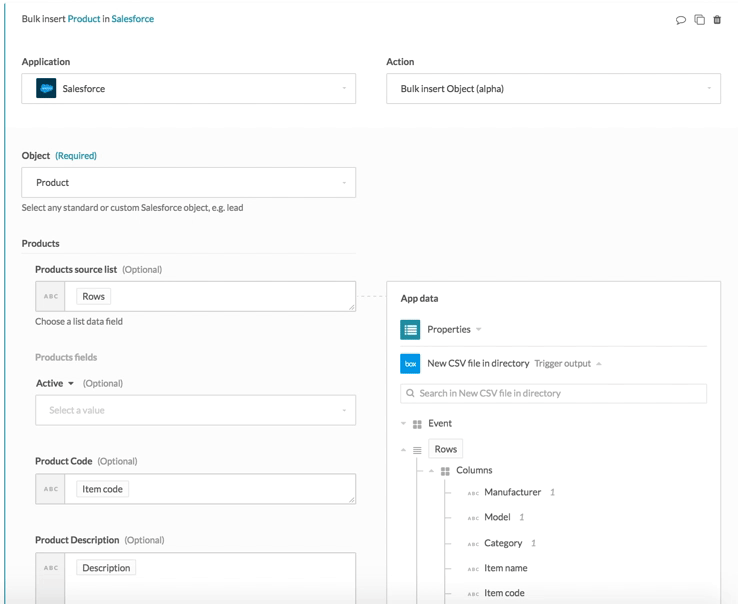 Bulk insert Product in Salesforce
Application
Action
Salesforce
Bulk insert Object (alpha)
Object (Required)
Product
Select any standard or custom Salesforce object, e.g. lead
Products
Products source list (Optional)
ABC Rows
Choose a list data field
Products fields
Active (Optional)
Select a value
Product Code (Optional)
ABC Item code
Product Description (Optional)
ABC Description
App data
Properties
box New CSV file in directory Trigger output
Search in New CSV file in directory
Event
Rows
Columns
ABC Manufacturer 1
ABC Model 1
ABC Category 1
ABC Item name
ABC Item code